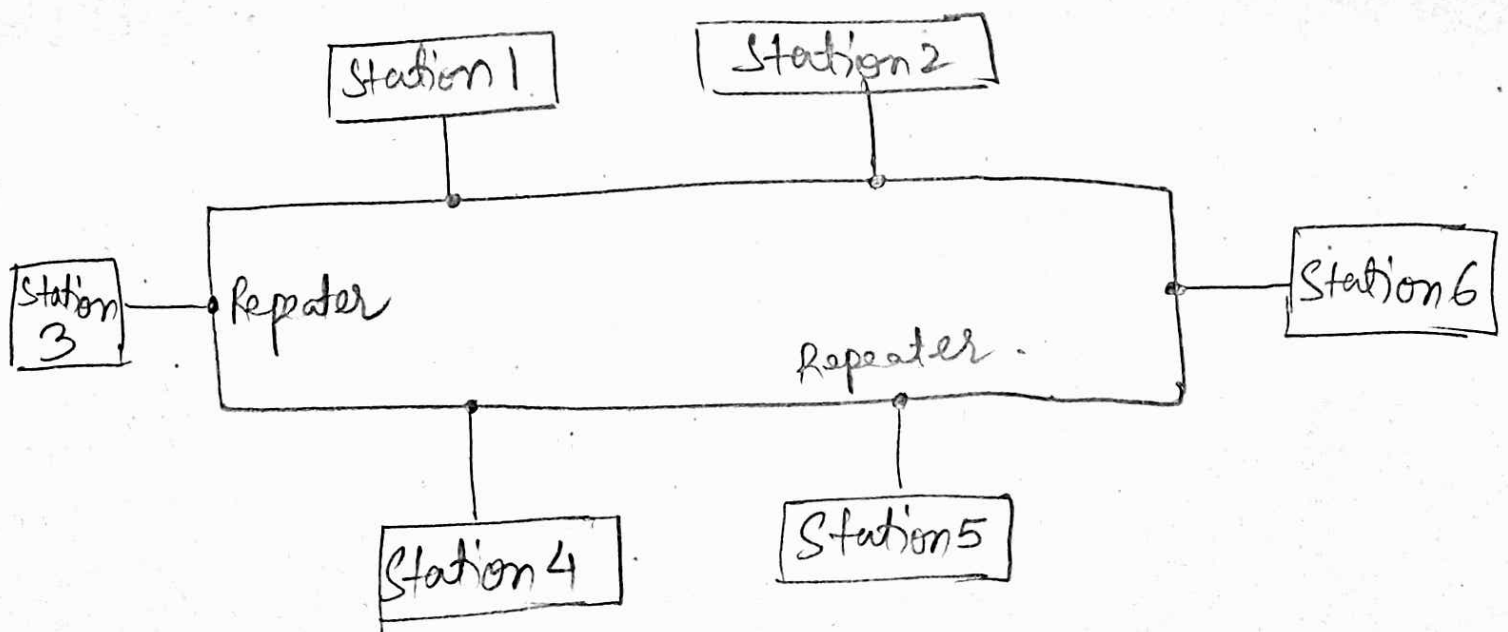 Station 1
Station 2
Station
3
Repeater
Station 6
Repeater.
Station 4
Station 5